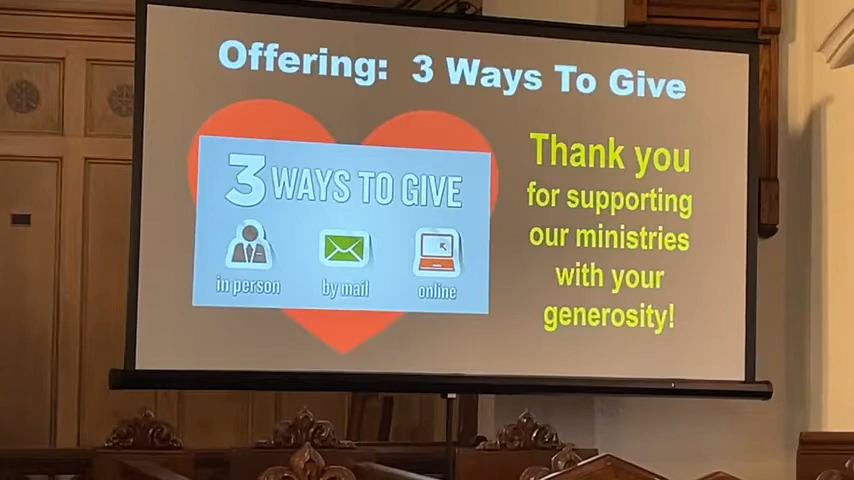 Offering: 3 Ways To Give
3 WAYS TO GIVE
in person
by mail
online
Thank you
for supporting
our ministries
with your
generosity!